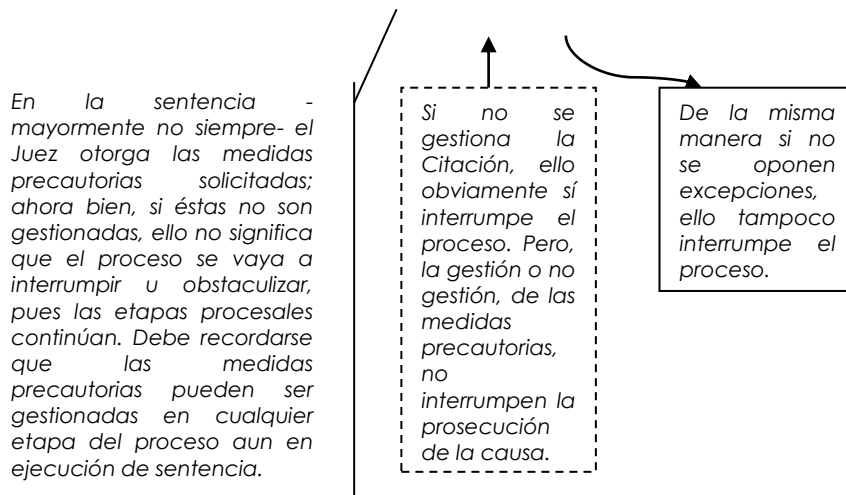 En la sentencia -
mayormente no siempre- el
Juez otorga las medidas
precautorias solicitadas;
ahora bien, si éstas no son
gestionadas, ello no significa
que el proceso se vaya a
interrumpir u obstaculizar,
pues las etapas procesales
continúan. Debe recordarse
que las medidas
precautorias pueden ser
gestionadas en cualquier
etapa del proceso aun en
ejecución de sentencia.
Si no se
gestiona la
Citación, ello
obviamente sí
interrumpe el
proceso. Pero,
la gestión o no
gestión, de las
medidas
precautorias,
no
interrumpen la
prosecución
de la causa.
De la misma
manera si no
se oponen
excepciones,
ello tampoco
interrumpe el
proceso.